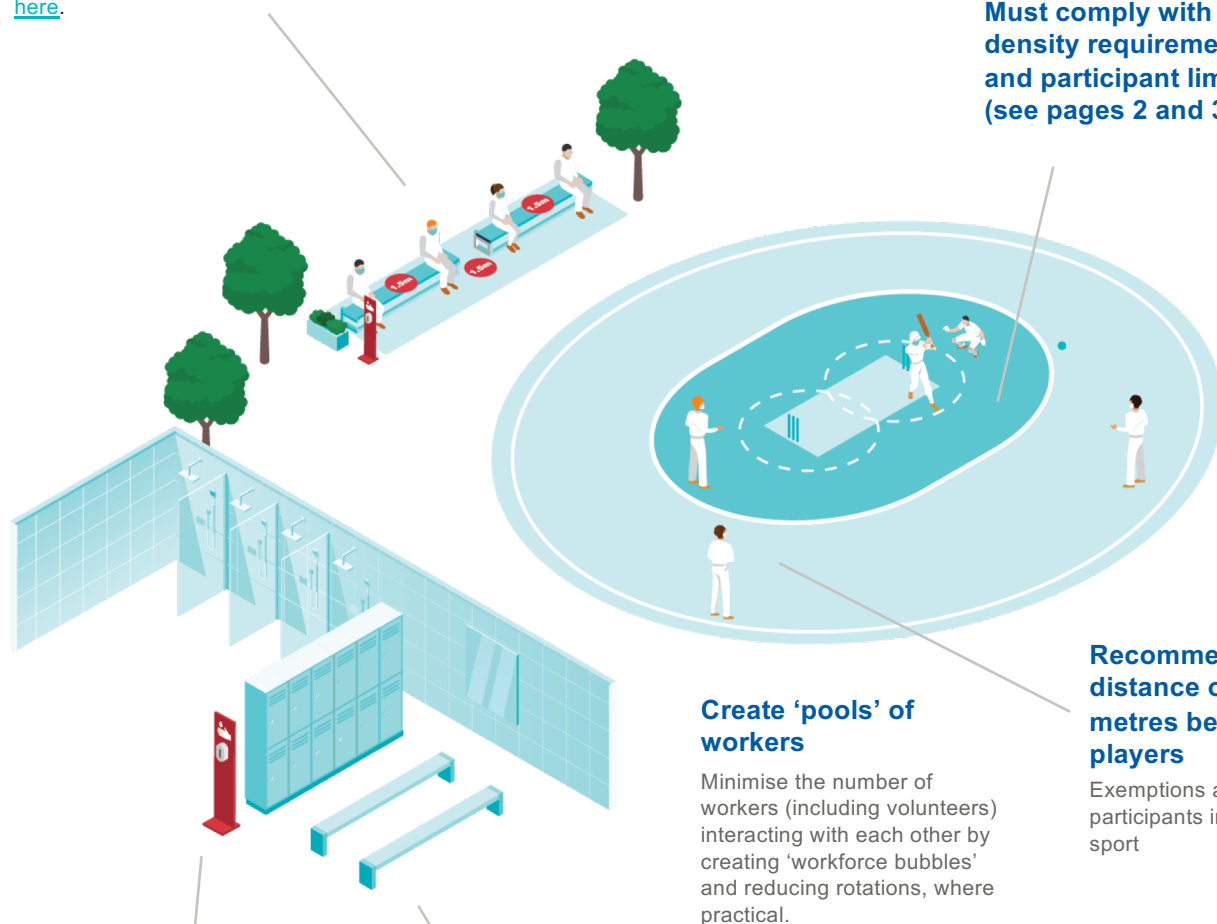 here.
Must comply with
density requireme
and participant lim
(see pages 2 and 3
1.5m
1.5m
1.5m
Create ‘pools’ of
workers
Minimise the number of
workers (including volunteers)
interacting with each other by
creating ‘workforce bubbles’
and reducing rotations, where
practical.
Recomme
distance o
metres be
players
Exemptions a
participants in
sport